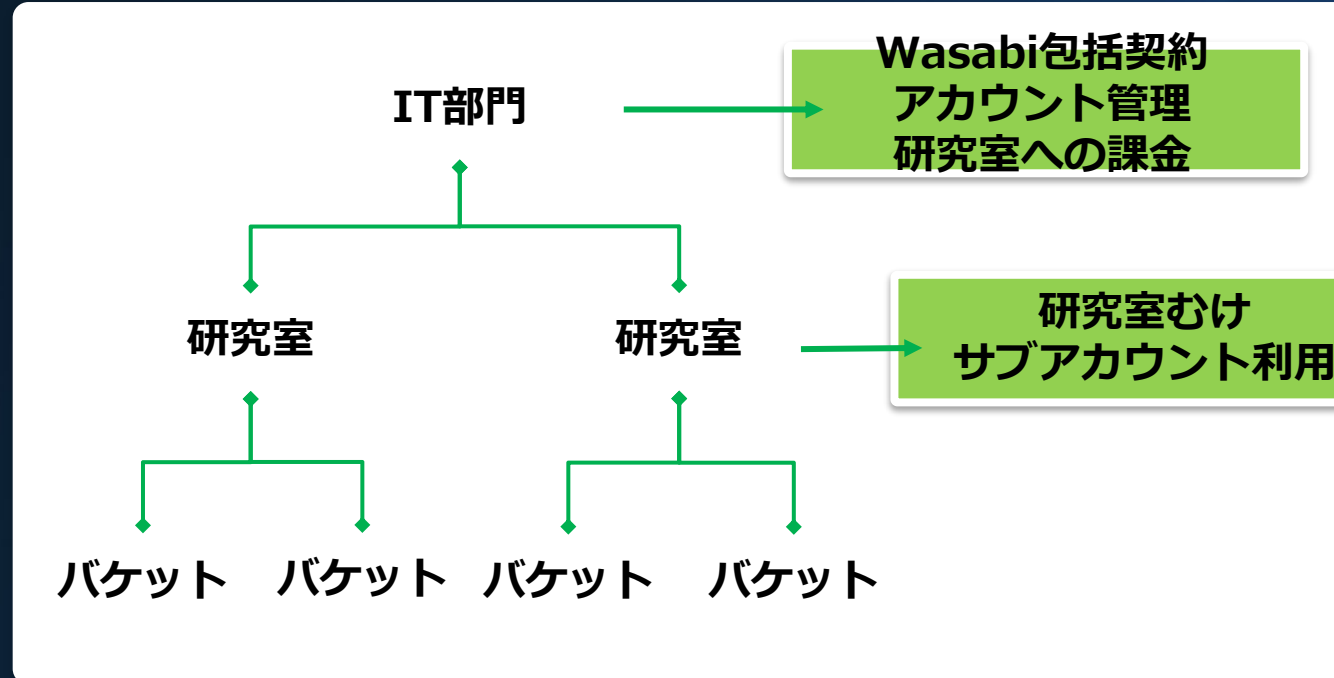 Wasabi包括契約
アカウント管理
研究室への課金
IT部門
研究室
研究室
研究室むけ
サブアカウント利用
バケット
バケット
バケット
バケット